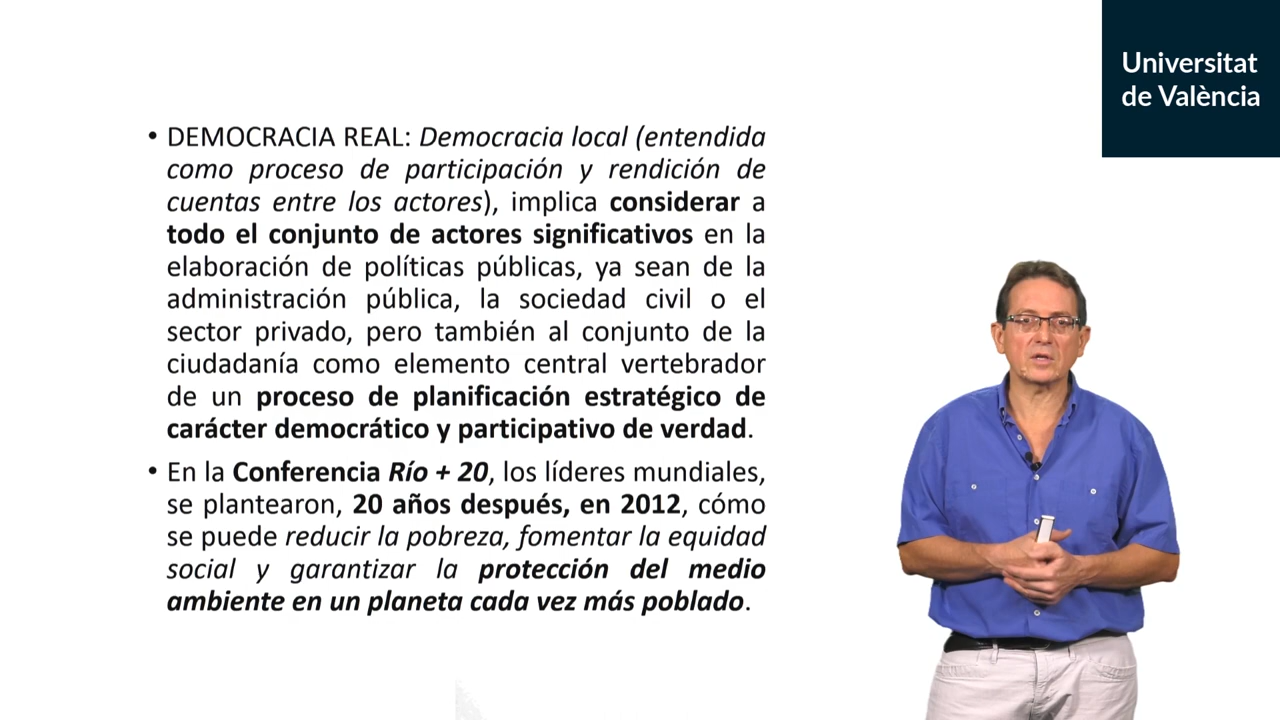 Universitat
de València
• DEMOCRACIA REAL: Democracia local (entendida
como proceso de participación y rendición de
cuentas entre los actores), implica considerar a
todo el conjunto de actores significativos en la
elaboración de políticas públicas, ya sean de la
administración pública, la sociedad civil o el
sector privado, pero también al conjunto de la
ciudadanía como elemento central vertebrador
de un proceso de planificación estratégico de
carácter democrático y participativo de verdad.
• En la Conferencia Río + 20, los líderes mundiales,
se plantearon, 20 años después, en 2012, cómo
se puede reducir la pobreza, fomentar la equidad
social y garantizar la protección del medio
ambiente en un planeta cada vez más poblado.